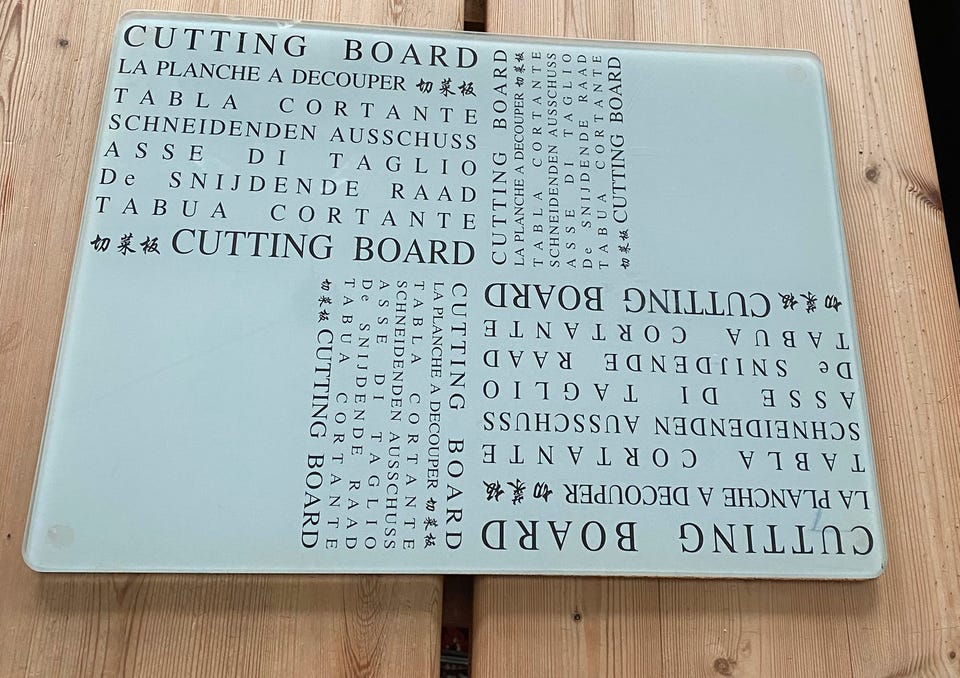 CUTTING BOARD
LA PLANCHE A DECOUPER 切菜板
TABLA CORTANTE
SCHNEIDENDEN AUSSCHUSS
ASSE DI TAGLIO
De SNIJDENDE RAAD
TABUA CORTANTE
切菜板 CUTTING BOARD
CUTTING BOARD
LA PLANCHE A DECOUPER 切菜板
TABLA CORTANTE
SCHNEIDENDEN AUSSCHUSS
ASSE DI TAGLIO
De SNIJDENDE RAAD
TABUA CORTANTE
切菜板 CUTTING BOARD
CUTTING BOARD
LA PLANCHE A DECOUPER 切菜板
TABLA CORTANTE
SCHNEIDENDEN AUSSCHUSS
ASSE DI TAGLIO
De SNIJDENDE RAAD
TABUA CORTANTE
切菜板 CUTTING BOARD
CUTTING BOARD
LA PLANCHE A DECOUPER 切菜板
TABLA CORTANTE
SCHNEIDENDEN AUSSCHUSS
ASSE DI TAGLIO
De SNIJDENDE RAAD
TABUA CORTANTE
切菜板 CUTTING BOARD